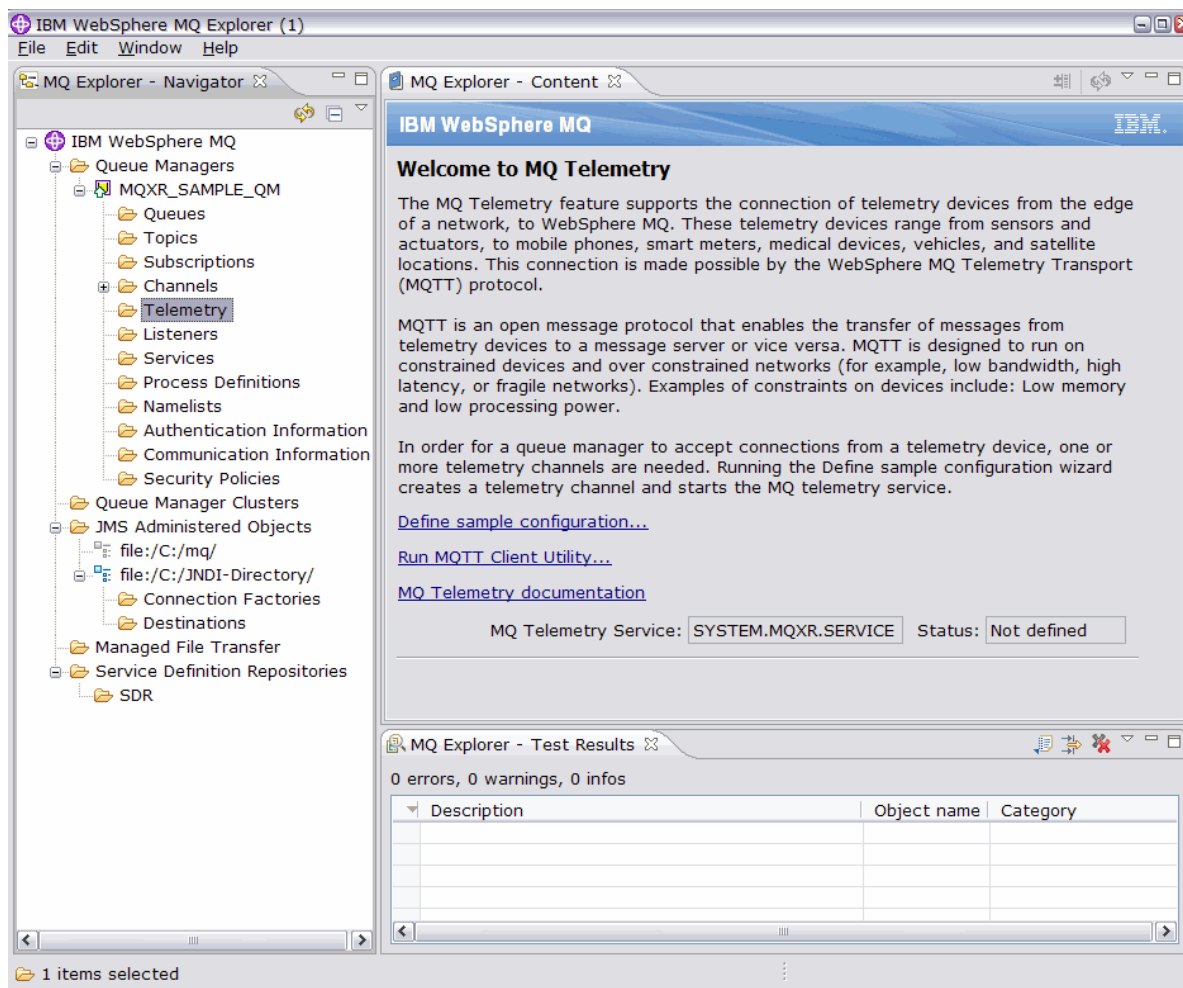 IBM WebSphere MQ Explorer (1)
File Edit Window Help
MQ Explorer - Navigator
IBM WebSphere MQ
Queue Managers
MQXR_SAMPLE_QM
Queues
Topics
Subscriptions
Channels
Telemetry
Listeners
Services
Process Definitions
Namelists
Authentication Information
Communication Information
Security Policies
Queue Manager Clusters
JMS Administered Objects
file:/C:/mq/
file:/C:/JNDI-Directory/
Connection Factories
Destinations
Managed File Transfer
Service Definition Repositories
SDR
MQ Explorer - Content
IBM WebSphere MQ
IBM.
Welcome to MQ Telemetry
The MQ Telemetry feature supports the connection of telemetry devices from the edge
of a network, to WebSphere MQ. These telemetry devices range from sensors and
actuators, to mobile phones, smart meters, medical devices, vehicles, and satellite
locations. This connection is made possible by the WebSphere MQ Telemetry Transport
(MQTT) protocol.
MQTT is an open message protocol that enables the transfer of messages from
telemetry devices to a message server or vice versa. MQTT is designed to run on
constrained devices and over constrained networks (for example, low bandwidth, high
latency, or fragile networks). Examples of constraints on devices include: Low memory
and low processing power.
In order for a queue manager to accept connections from a telemetry device, one or
more telemetry channels are needed. Running the Define sample configuration wizard
creates a telemetry channel and starts the MQ telemetry service.
Define sample configuration...
Run MQTT Client Utility...
MQ Telemetry documentation
MQ Telemetry Service: SYSTEM.MQXR.SERVICE Status: Not defined
MQ Explorer - Test Results
0 errors, 0 warnings, 0 infos
Description Object name Category
1 items selected